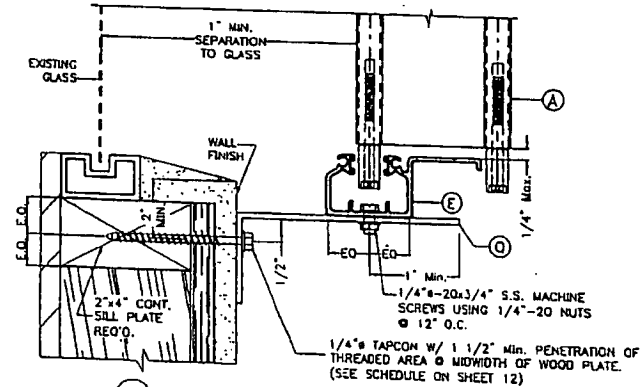 1" MIN.
SEPARATION
TO GLASS
EXISTING
GLASS
A
WALL
FINISH
1/4" Max.
E
E.Q.
E.Q.
2"
MIN.
EQ
EQ
Q
1/2"
1" Min.
2"x4" CONT.
SILL PLATE
REQ'D.
1/4"ø-20x3/4" S.S. MACHINE
SCREWS USING 1/4"-20 NUTS
@ 12" O.C.
1/4"ø TAPCON W/ 1 1/2" Min. PENETRATION OF
THREADED AREA @ MIDWIDTH OF WOOD PLATE.
(SEE SCHEDULE ON SHEET 12)